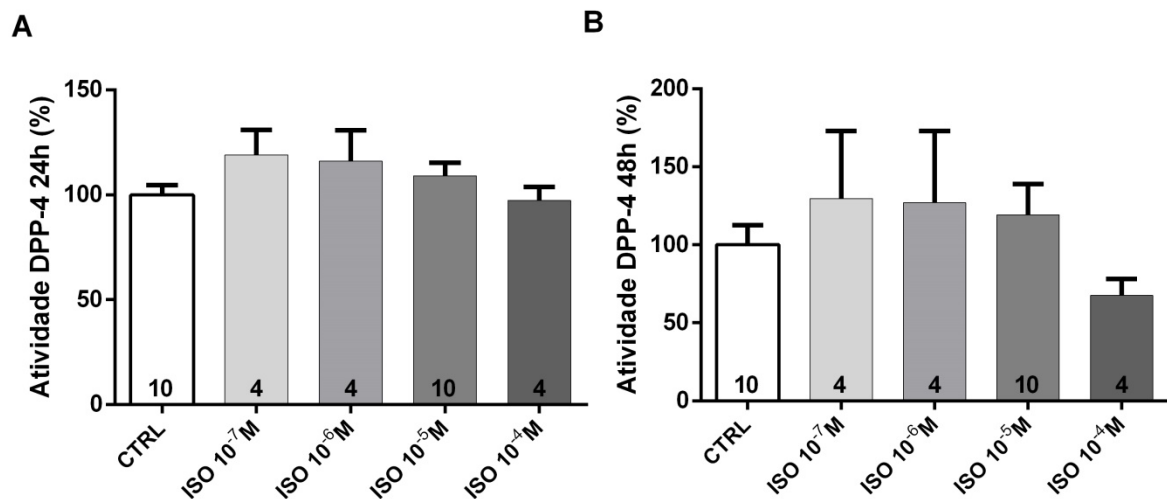 A
Atividade DPP-4 24h (%)
150
100
50
0
10
4
4
10
4
CTRL
ISO 10⁻⁷M
ISO 10⁻⁶M
ISO 10⁻⁵M
ISO 10⁻⁴M
B
Atividade DPP-4 48h (%)
200
150
100
50
0
10
4
4
10
4
CTRL
ISO 10⁻⁷M
ISO 10⁻⁶M
ISO 10⁻⁵M
ISO 10⁻⁴M